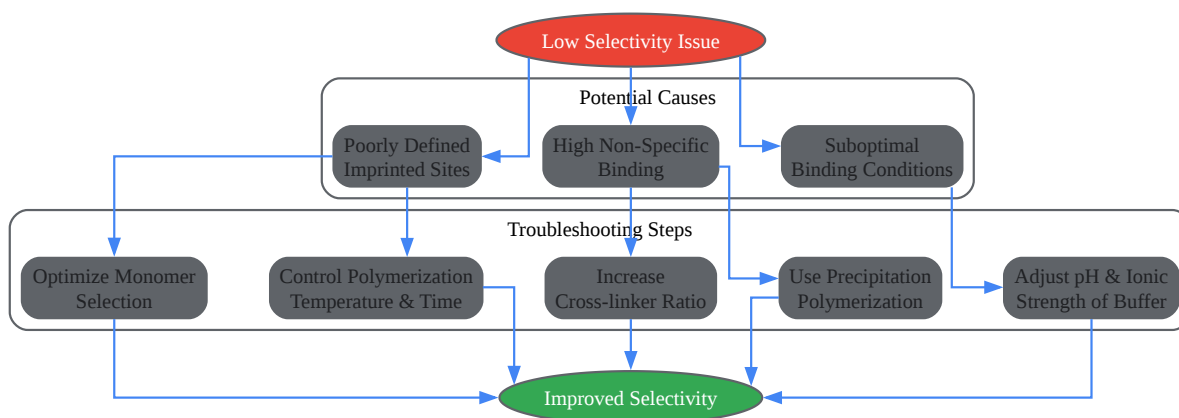 Low Selectivity Issue
Potential Causes
Poorly Defined
Imprinted Sites
High Non-Specific
Binding
Suboptimal
Binding Conditions
Troubleshooting Steps
Optimize Monomer
Selection
Control Polymerization
Temperature & Time
Increase
Cross-linker Ratio
Use Precipitation
Polymerization
Adjust pH & Ionic
Strength of Buffer
Improved Selectivity